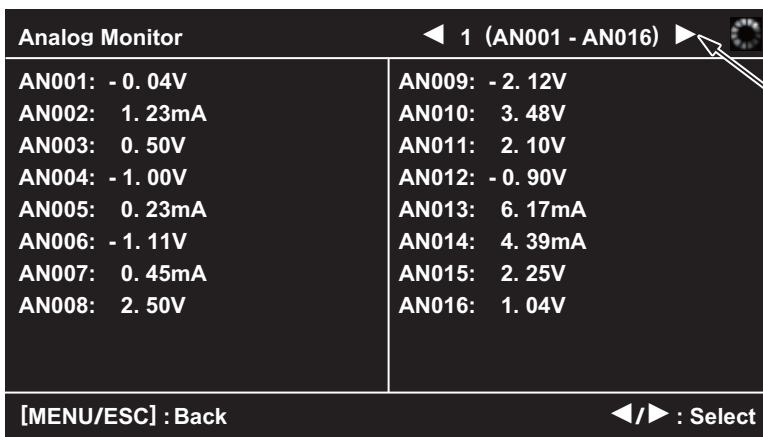 Analog Monitor ◀ 1 (AN001 - AN016) ▶
AN001: - 0. 04V
AN002: 1. 23mA
AN003: 0. 50V
AN004: - 1. 00V
AN005: 0. 23mA
AN006: - 1. 11V
AN007: 0. 45mA
AN008: 2. 50V
AN009: - 2. 12V
AN010: 3. 48V
AN011: 2. 10V
AN012: - 0. 90V
AN013: 6. 17mA
AN014: 4. 39mA
AN015: 2. 25V
AN016: 1. 04V
[MENU/ESC] : Back ◀/▶ : Select